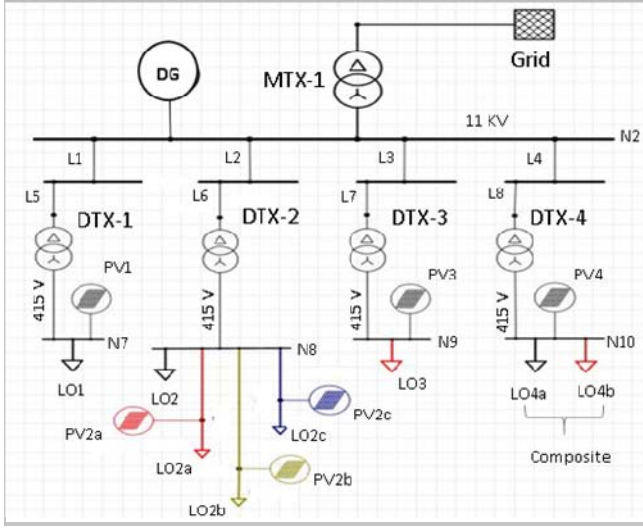 DG
MTX-1
Grid
11 KV
N2
L1
L2
L3
L4
L5
L6
L7
L8
DTX-1
DTX-2
DTX-3
DTX-4
PV1
PV3
PV4
415 V
415 V
415 V
415 V
N7
N8
N9
N10
LO1
LO2
LO3
LO4a
LO4b
PV2a
PV2c
LO2a
LO2c
PV2b
LO2b
Composite